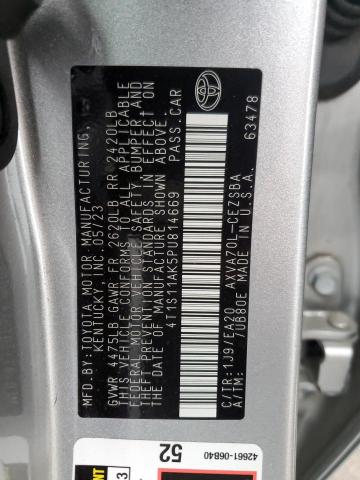 MFD.BY:TOYOTA MOTOR MANUFACTURING,
KENTUCKY, INC. 05/23
GVWR 4475LB GAWR FR 2620LB RR 2420LB
THIS VEHICLE CONFORMS TO ALL APPLICABLE
FEDERAL MOTOR VEHICLE SAFETY, BUMPER, AND
THEFT PREVENTION STANDARDS IN EFFECT ON
THE DATE OF MANUFACTURE SHOWN ABOVE.
4T1S11AK5PU814669 PASS.CAR
C/TR:1J9/EA20 AXVA70L-CEZSBA
A/TM: /UB80E MADE IN U.S.A.
63478
42661-06B40
52